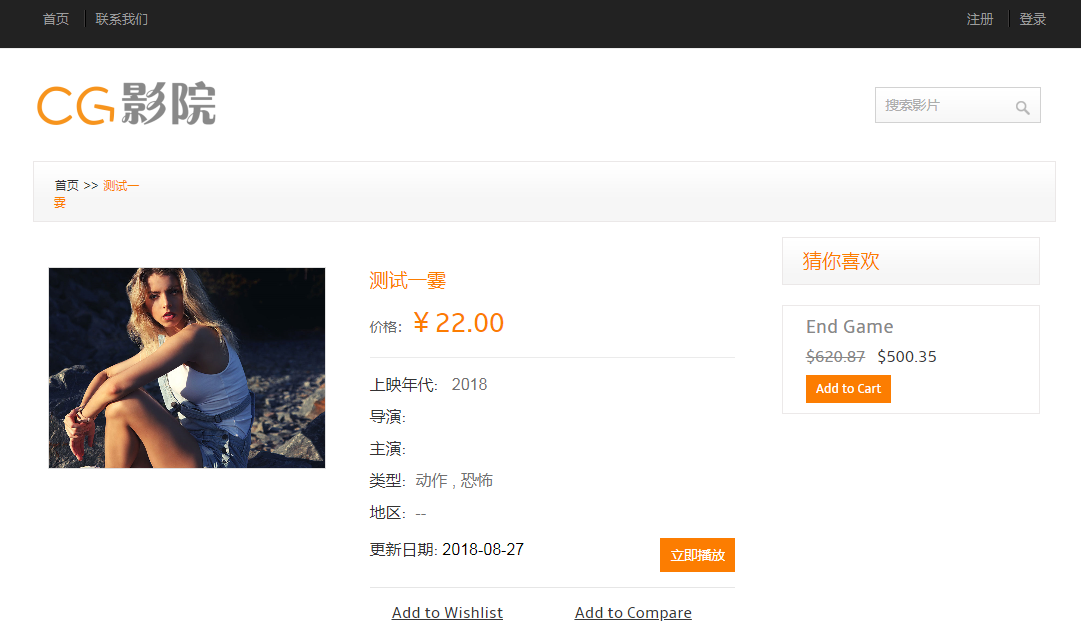 首页 联系我们 注册 登录
CG影院
搜索影片
首页 >> 测试一
霎
测试一霎
价格: ¥ 22.00
上映年代: 2018
导演:
主演:
类型: 动作 , 恐怖
地区: --
更新日期: 2018-08-27
立即播放
Add to Wishlist Add to Compare
猜你喜欢
End Game
$620.87 $500.35
Add to Cart